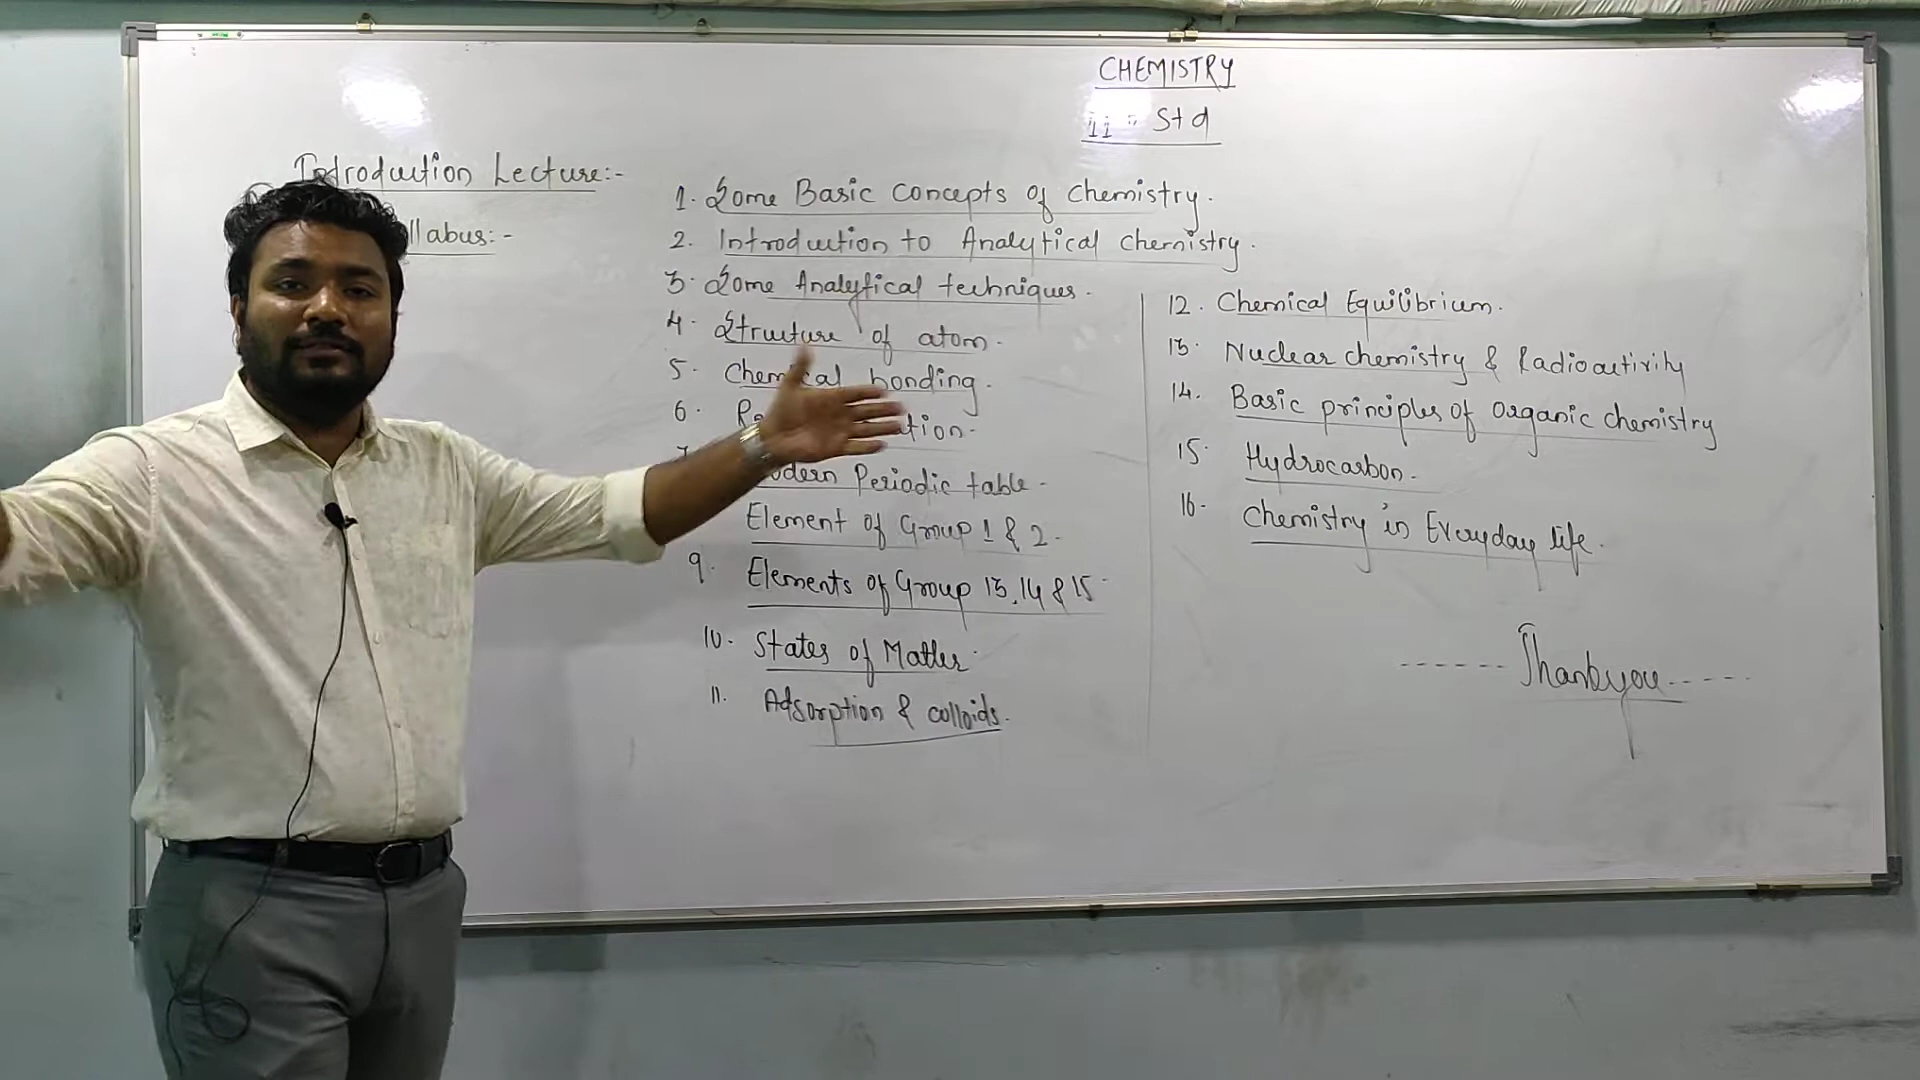 CHEMISTRY
11 " Std
Introduction Lecture:-
llabus:-
1. Some Basic Concepts of Chemistry.
2. Introduction to Analytical Chemistry.
3. Some Analytical techniques.
4. Structure of atom.
5. Chemical bonding.
6. Re ation.
7. odern Periodic table.
Element of Group 1 & 2.
9. Elements of Group 13, 14 & 15
10. States of Matter
11. Adsorption & colloids.
12. Chemical Equilibrium.
13. Nuclear chemistry & Radioactivity
14. Basic principles of organic chemistry
15. Hydrocarbon.
16. Chemistry in Everyday life.
------ Thankyou -----